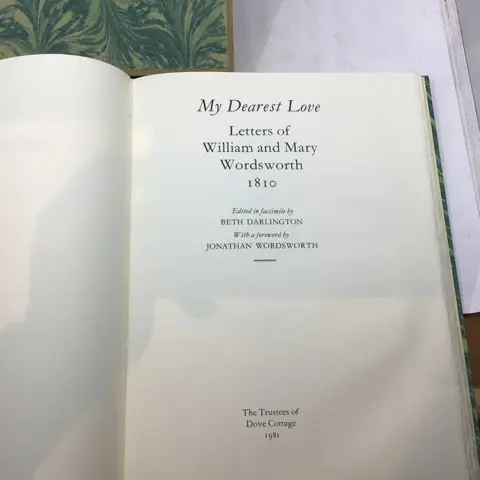 My Dearest Love
Letters of
William and Mary
Wordsworth
1810
Edited in facsimile by
BETH DARLINGTON
With a foreword by
JONATHAN WORDSWORTH
The Trustees of
Dove Cottage
1981